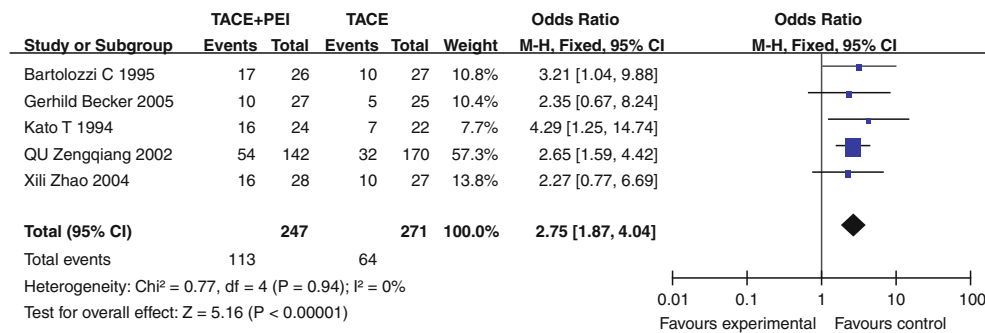 TACE+PEI TACE Odds Ratio Odds Ratio
Study or Subgroup Events Total Events Total Weight M-H, Fixed, 95% CI M-H, Fixed, 95% CI
Bartolozzi C 1995 17 26 10 27 10.8% 3.21 [1.04, 9.88]
Gerhild Becker 2005 10 27 5 25 10.4% 2.35 [0.67, 8.24]
Kato T 1994 16 24 7 22 7.7% 4.29 [1.25, 14.74]
QU Zengqiang 2002 54 142 32 170 57.3% 2.65 [1.59, 4.42]
Xili Zhao 2004 16 28 10 27 13.8% 2.27 [0.77, 6.69]
Total (95% CI) 247 271 100.0% 2.75 [1.87, 4.04]
Total events 113 64
Heterogeneity: Chi² = 0.77, df = 4 (P = 0.94); I² = 0%
Test for overall effect: Z = 5.16 (P < 0.00001)
0.01 0.1 1 10 100
Favours experimental Favours control